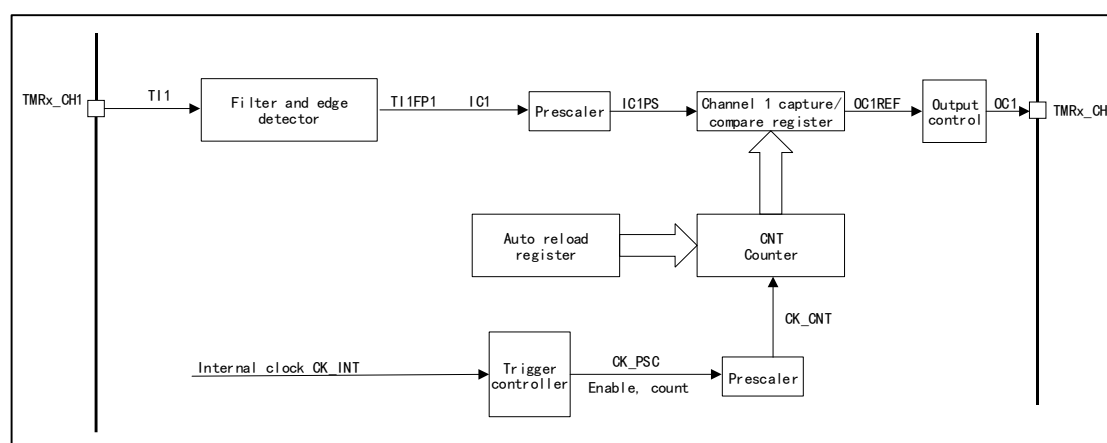 TMRx_CH1
TI1
Filter and edge
detector
TI1FP1
IC1
Prescaler
IC1PS
Channel 1 capture/
compare register
OC1REF
Output
control
OC1
TMRx_CH
Auto reload
register
CNT
Counter
CK_CNT
Internal clock CK_INT
Trigger
controller
CK_PSC
Enable, count
Prescaler